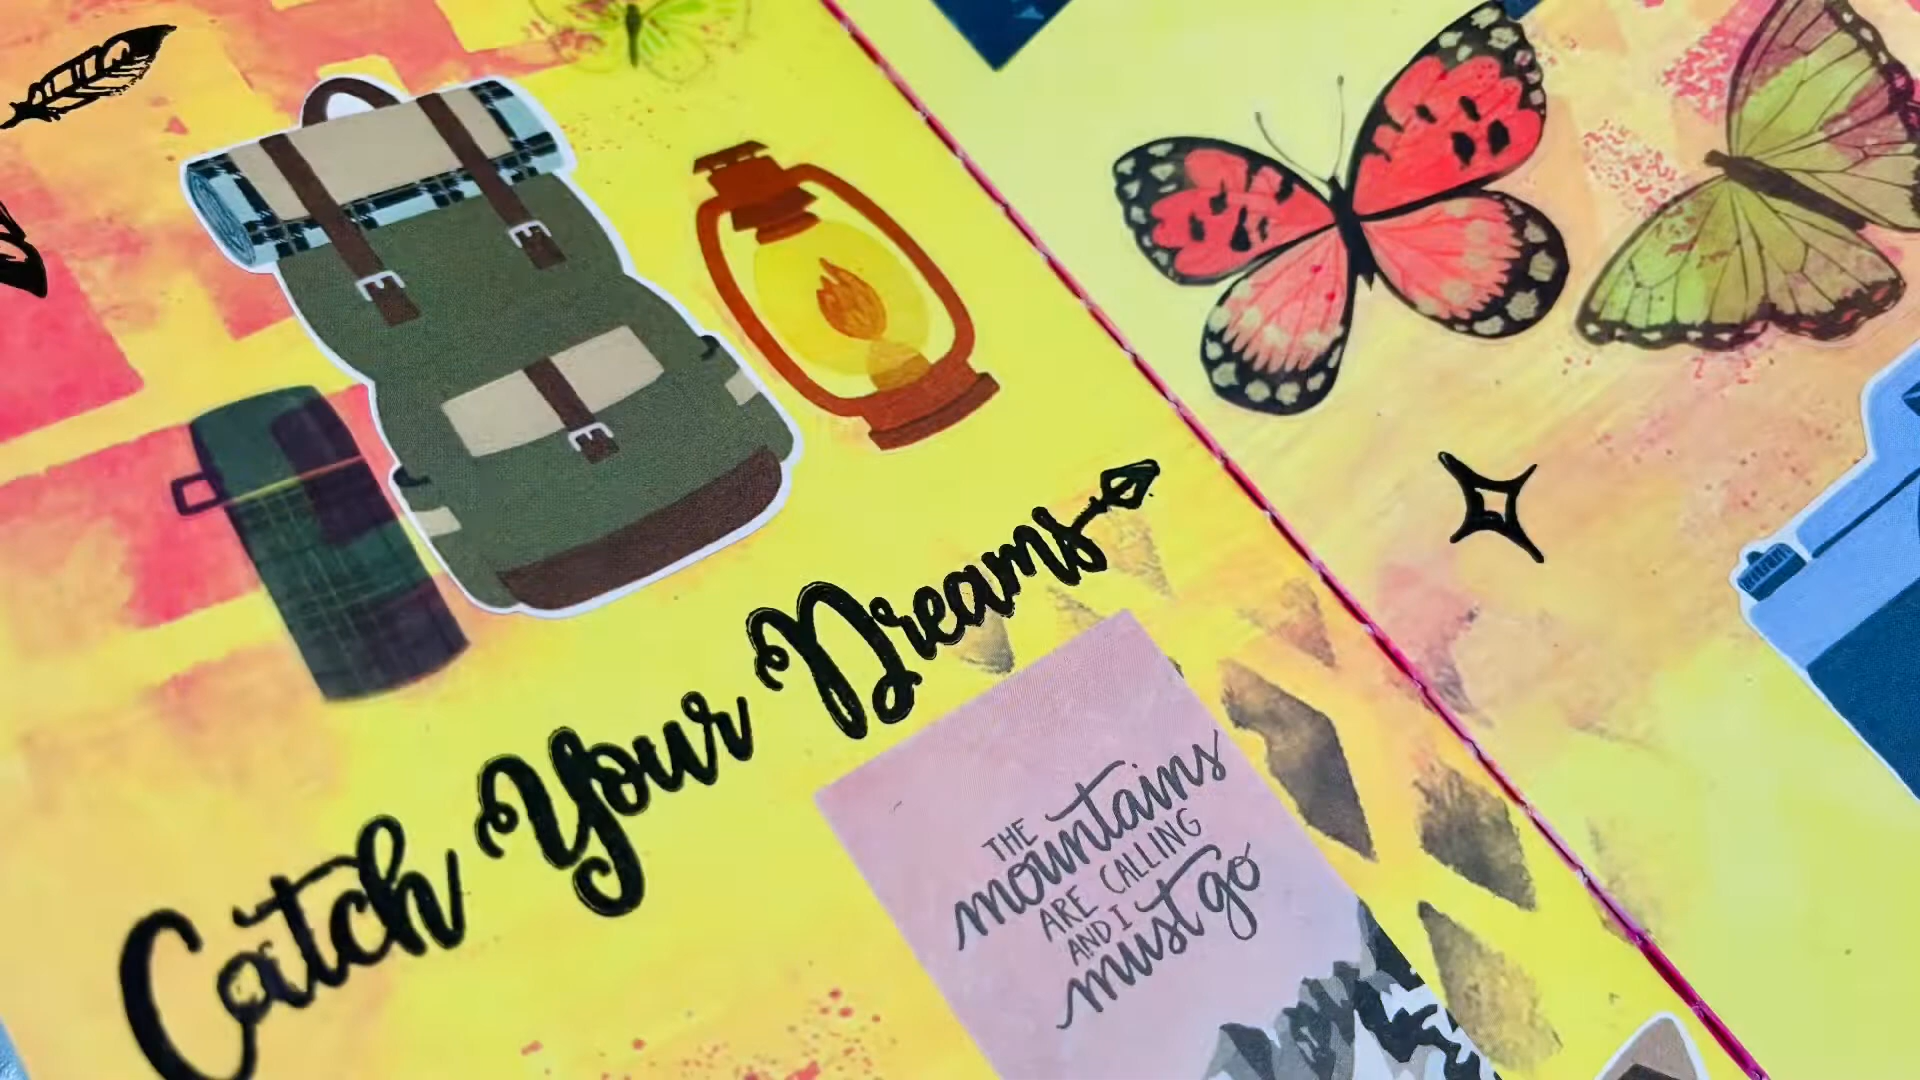 Catch Your Dreams
THE
mountains
ARE CALLING
AND I
must go